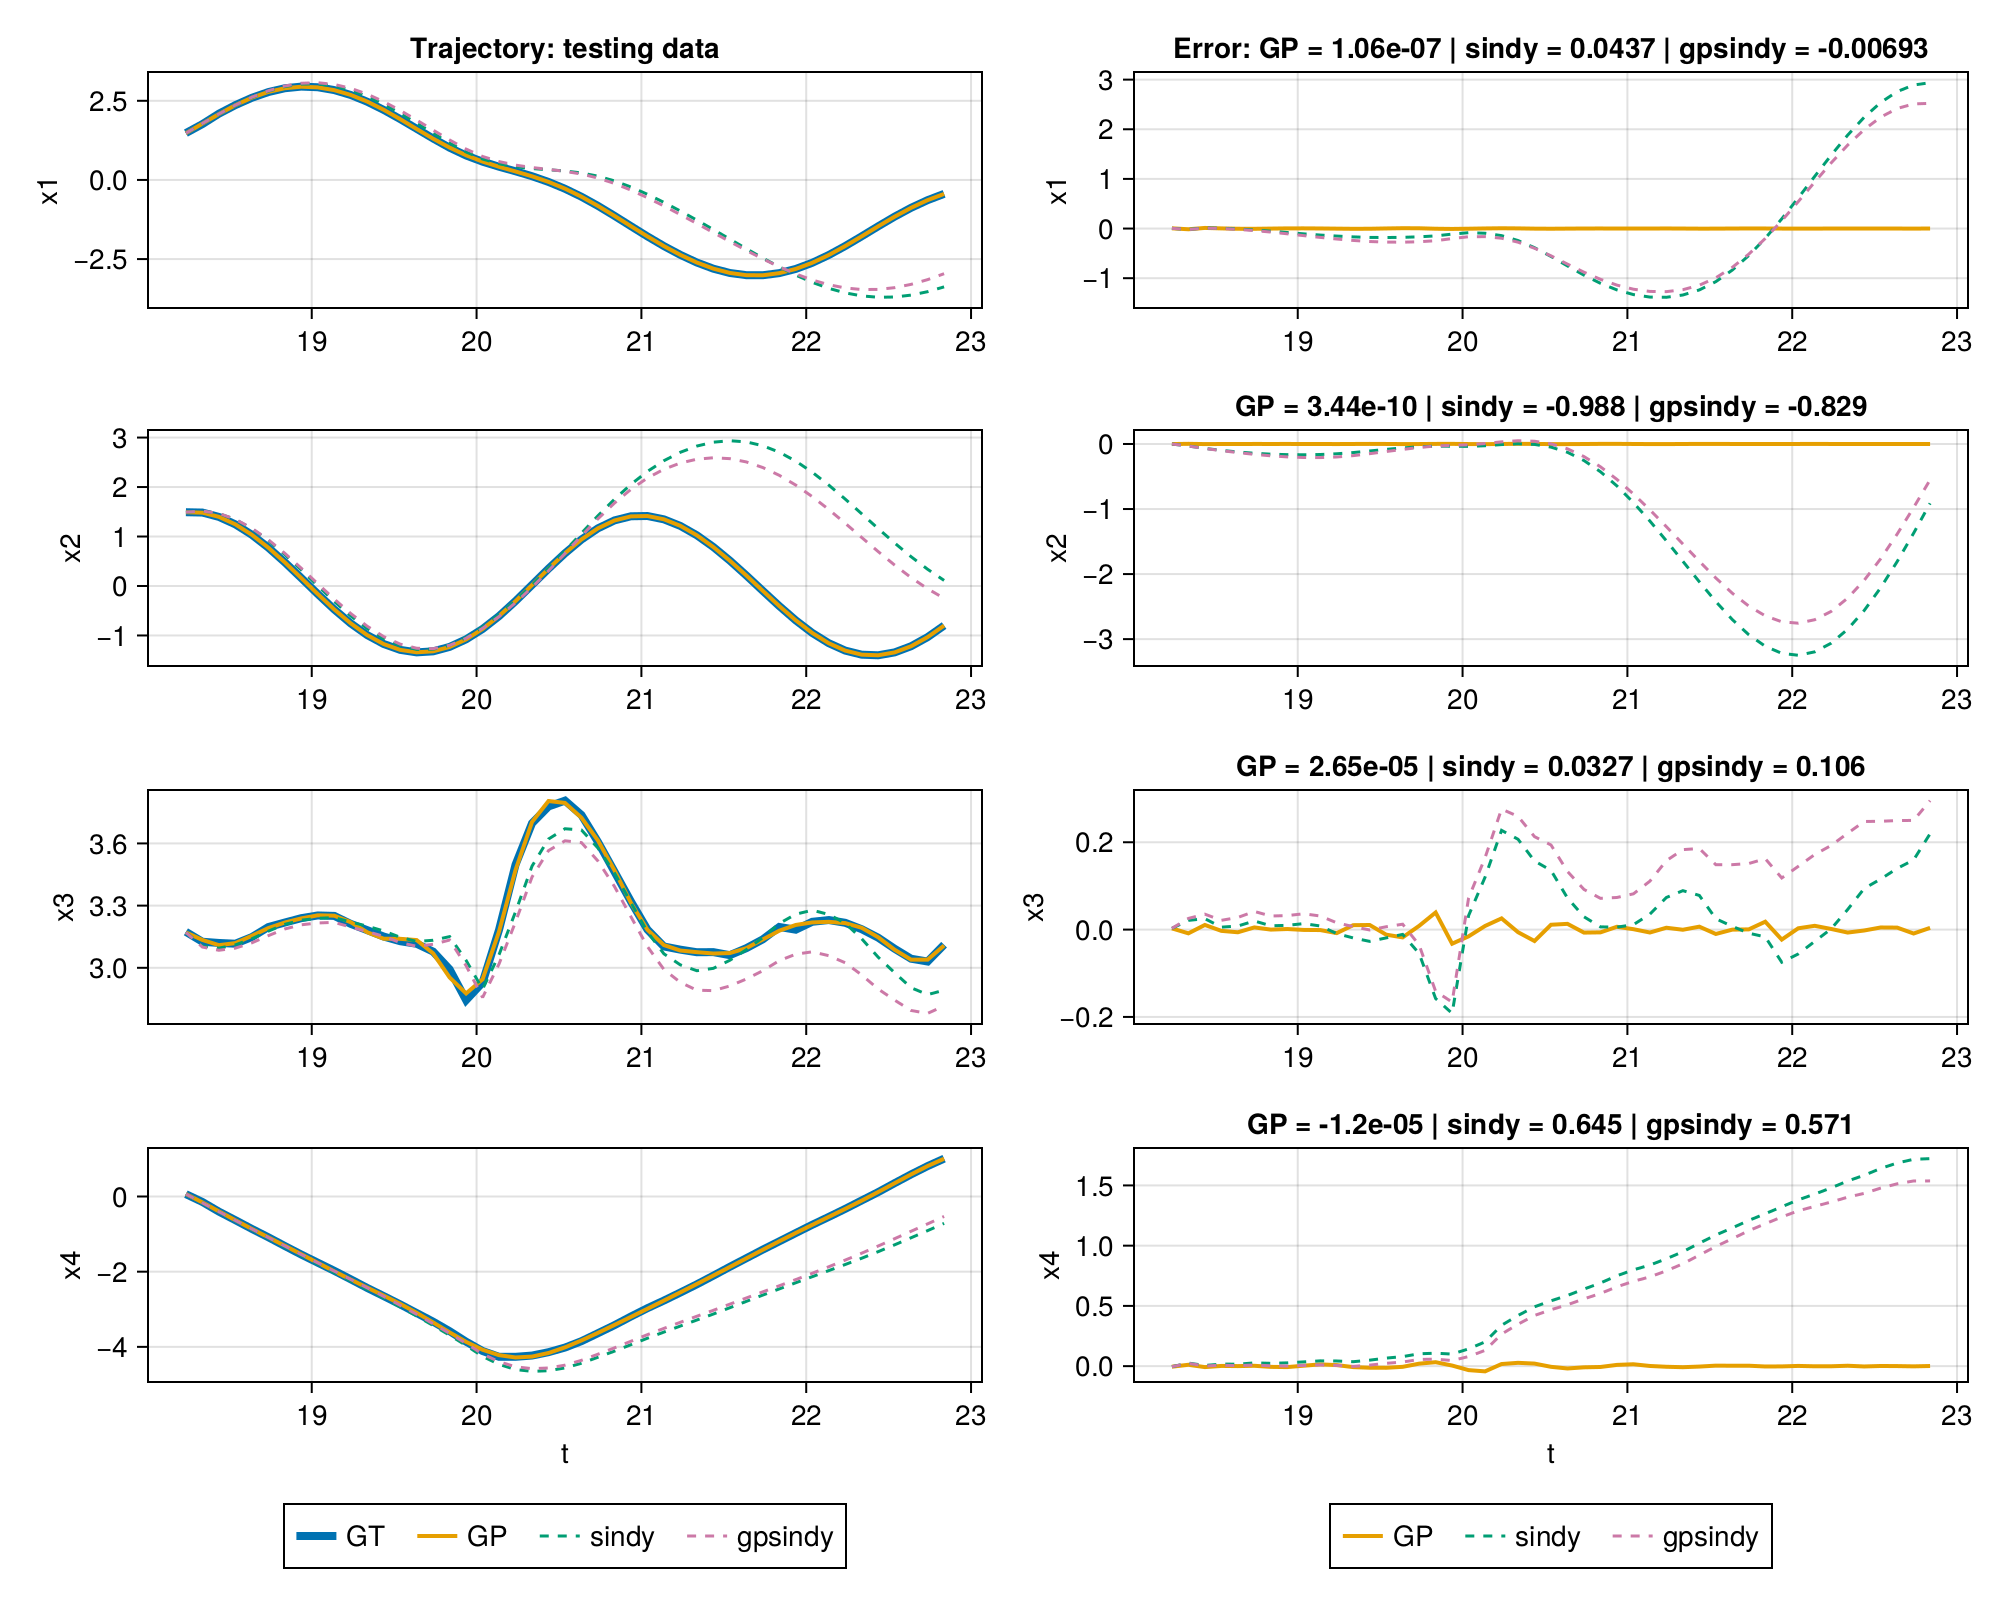 Trajectory: testing data
x1
2.5
0.0
−2.5
19 20 21 22 23
Error: GP = 1.06e-07 | sindy = 0.0437 | gpsindy = -0.00693
x1
3
2
1
0
−1
19 20 21 22 23
x2
3
2
1
0
−1
19 20 21 22 23
GP = 3.44e-10 | sindy = -0.988 | gpsindy = -0.829
x2
0
−1
−2
−3
19 20 21 22 23
x3
3.6
3.3
3.0
19 20 21 22 23
GP = 2.65e-05 | sindy = 0.0327 | gpsindy = 0.106
x3
0.2
0.0
−0.2
19 20 21 22 23
x4
0
−2
−4
19 20 21 22 23
t
GP = -1.2e-05 | sindy = 0.645 | gpsindy = 0.571
x4
1.5
1.0
0.5
0.0
19 20 21 22 23
t
GT GP sindy gpsindy
GP sindy gpsindy